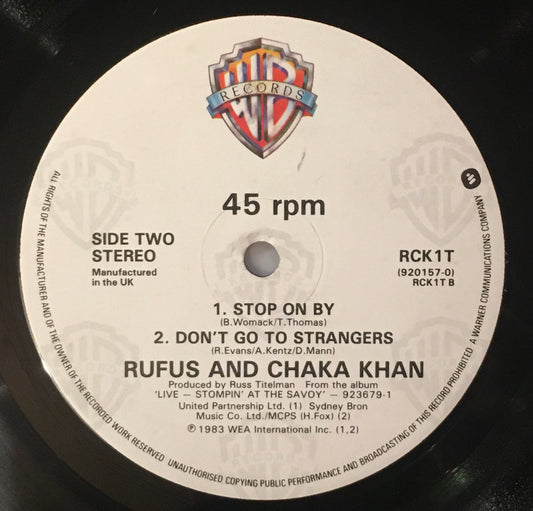 WB
RECORDS
45 rpm
SIDE TWO
STEREO
Manufactured
in the UK
RCK1T
(920157-0)
RCK1T B
1. STOP ON BY
(B.Womack/T.Thomas)
2. DON'T GO TO STRANGERS
(R.Evans/A.Kentz/D.Mann)
RUFUS AND CHAKA KHAN
Produced by Russ Titelman From the album
'LIVE – STOMPIN' AT THE SAVOY' – 923679-1
United Partnership Ltd. (1) Sydney Bron
Music Co. Ltd./MCPS (H.Fox) (2)
℗ 1983 WEA International Inc. (1,2)
ALL RIGHTS OF THE MANUFACTURER AND OF THE OWNER OF THE RECORDED WORK RESERVED UNAUTHORISED COPYING PUBLIC PERFORMANCE AND BROADCASTING OF THIS RECORD PROHIBITED A WARNER COMMUNICATIONS COMPANY